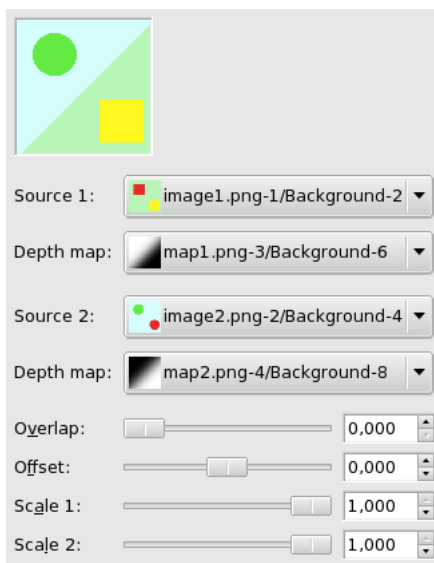 Source 1: image1.png-1/Background-2
Depth map: map1.png-3/Background-6
Source 2: image2.png-2/Background-4
Depth map: map2.png-4/Background-8
Overlap: 0,000
Offset: 0,000
Scale 1: 1,000
Scale 2: 1,000